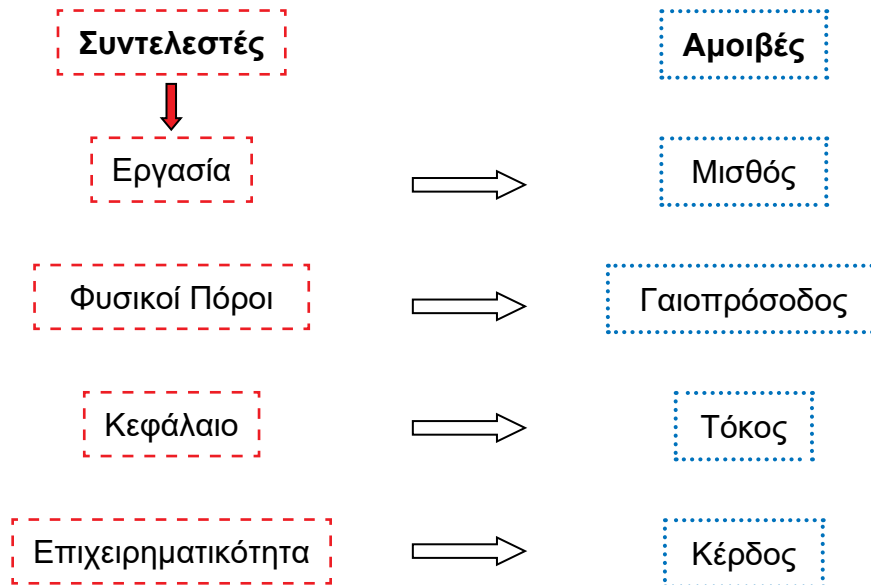 Συντελεστές
Αμοιβές
Εργασία
Μισθός
Φυσικοί Πόροι
Γαιοπρόσοδος
Κεφάλαιο
Τόκος
Επιχειρηματικότητα
Κέρδος